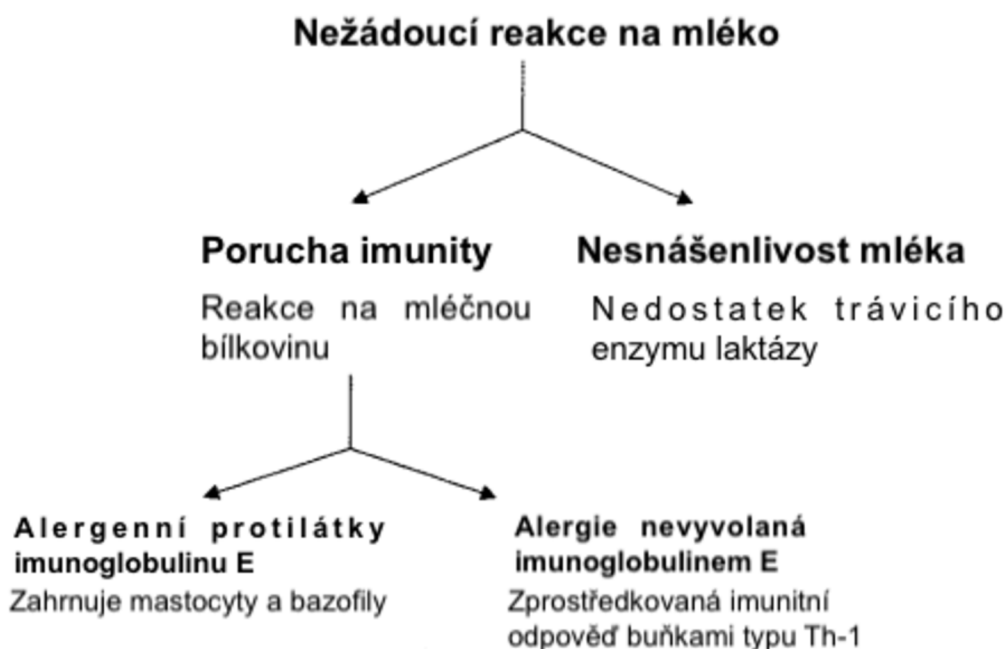 Nežádoucí reakce na mléko
Porucha imunity
Reakce na mléčnou
bílkovinu
Nesnášenlivost mléka
Nedostatek trávicího
enzymu laktázy
Alergenní protilátky
imunoglobulinu E
Zahrnuje mastocyty a bazofily
Alergie nevyvolaná
imunoglobulinem E
Zprostředkovaná imunitní
odpověď buňkami typu Th-1